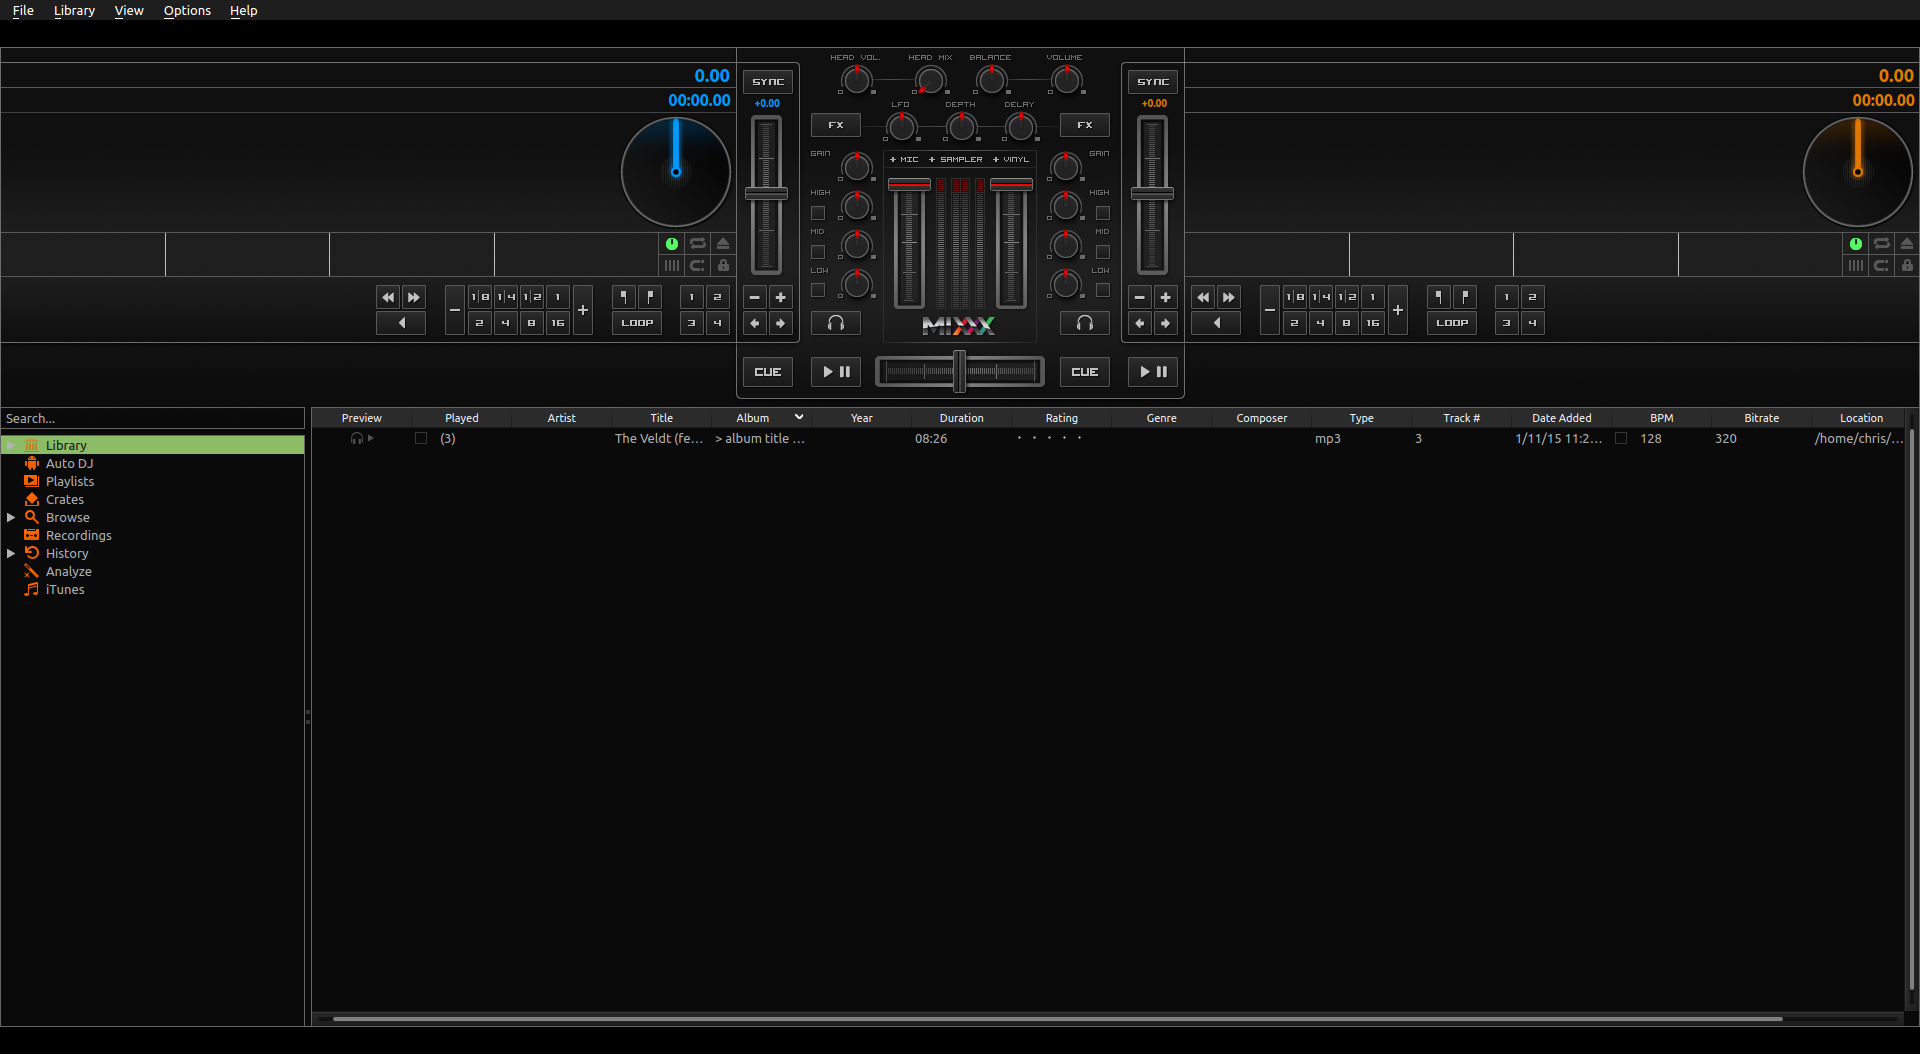 File Library View Options Help
HEAD VOL. HEAD MIX BALANCE VOLUME
0.00 SYNC SYNC 0.00
00:00.00 +0.00 +0.00 00:00.00
LFO DEPTH DELAY
FX FX
GAIN + MIC + SAMPLER + VINYL GAIN
HIGH HIGH
MID MID
LOW LOW
1|8 1|4 1|2 1 1 2 1|8 1|4 1|2 1 1 2
2 4 8 16 LOOP 3 4 MIXXX 2 4 8 16 LOOP 3 4
CUE CUE
Search... Preview Played Artist Title Album Year Duration Rating Genre Composer Type Track # Date Added BPM Bitrate Location
(3) The Veldt (fe... > album title ... 08:26 mp3 3 1/11/15 11:2... 128 320 /home/chris/...
Library
Auto DJ
Playlists
Crates
Browse
Recordings
History
Analyze
iTunes